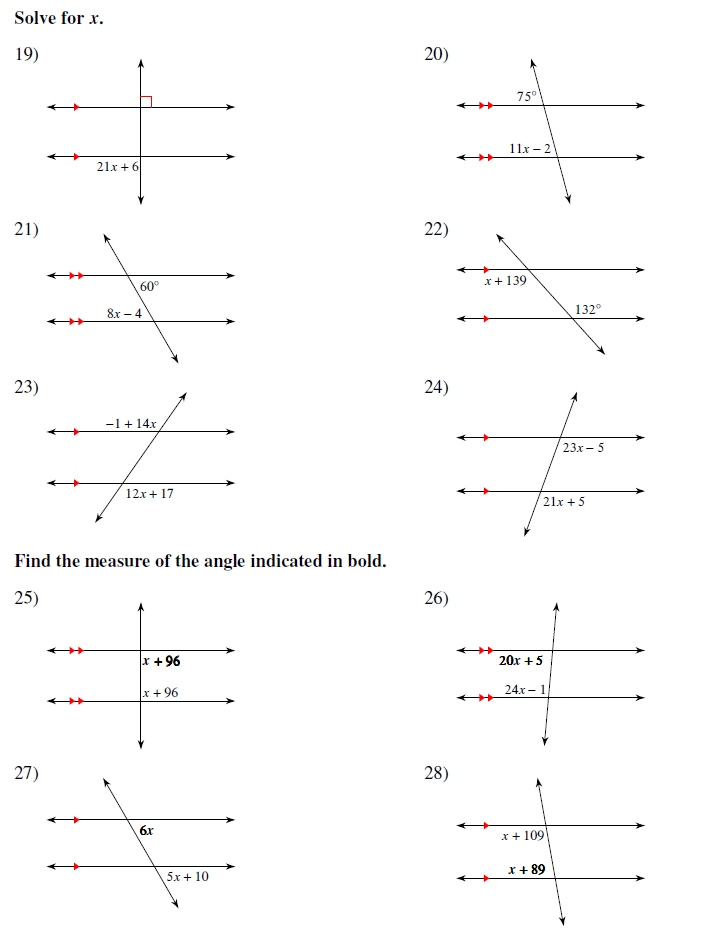 Solve for x.
19)
21x + 6
20)
75°
11x – 2
21)
60°
8x – 4
22)
x + 139
132°
23)
–1 + 14x
12x + 17
24)
23x – 5
21x + 5
Find the measure of the angle indicated in bold.
25)
x + 96
x + 96
26)
20x + 5
24x – 1
27)
6x
5x + 10
28)
x + 109
x + 89